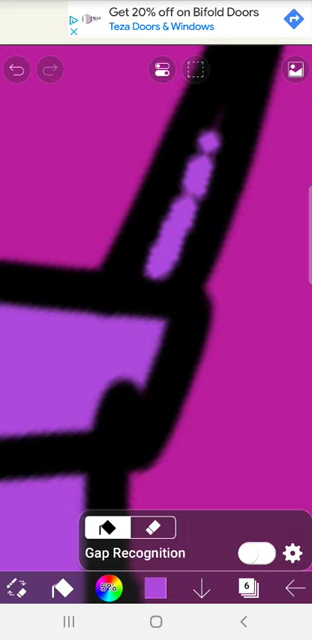 Get 20% off on Bifold Doors
Teza Doors & Windows
Gap Recognition
5%
6